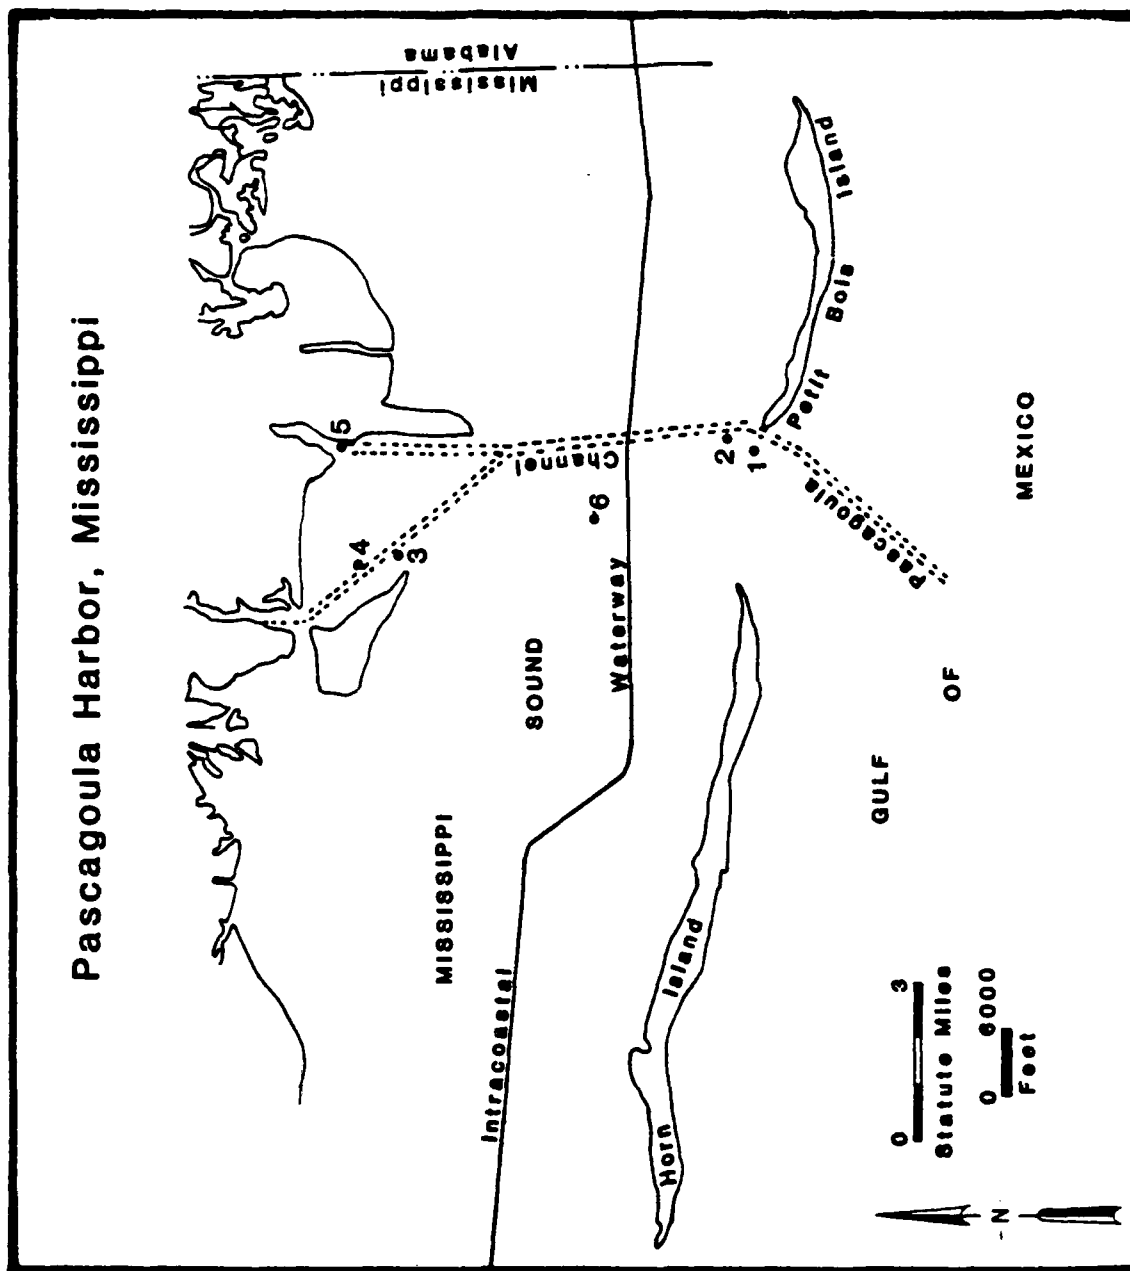 Pascagoula Harbor, Mississippi
Alabama
Mississippi
5
4
3
Channel
6
2
1
MISSISSIPPI
SOUND
Intracoastal
Waterway
Petit
Bois
Island
Pascagoula
Horn
Island
GULF
OF
MEXICO
0 3
Statute Miles
0 6000
Feet
N